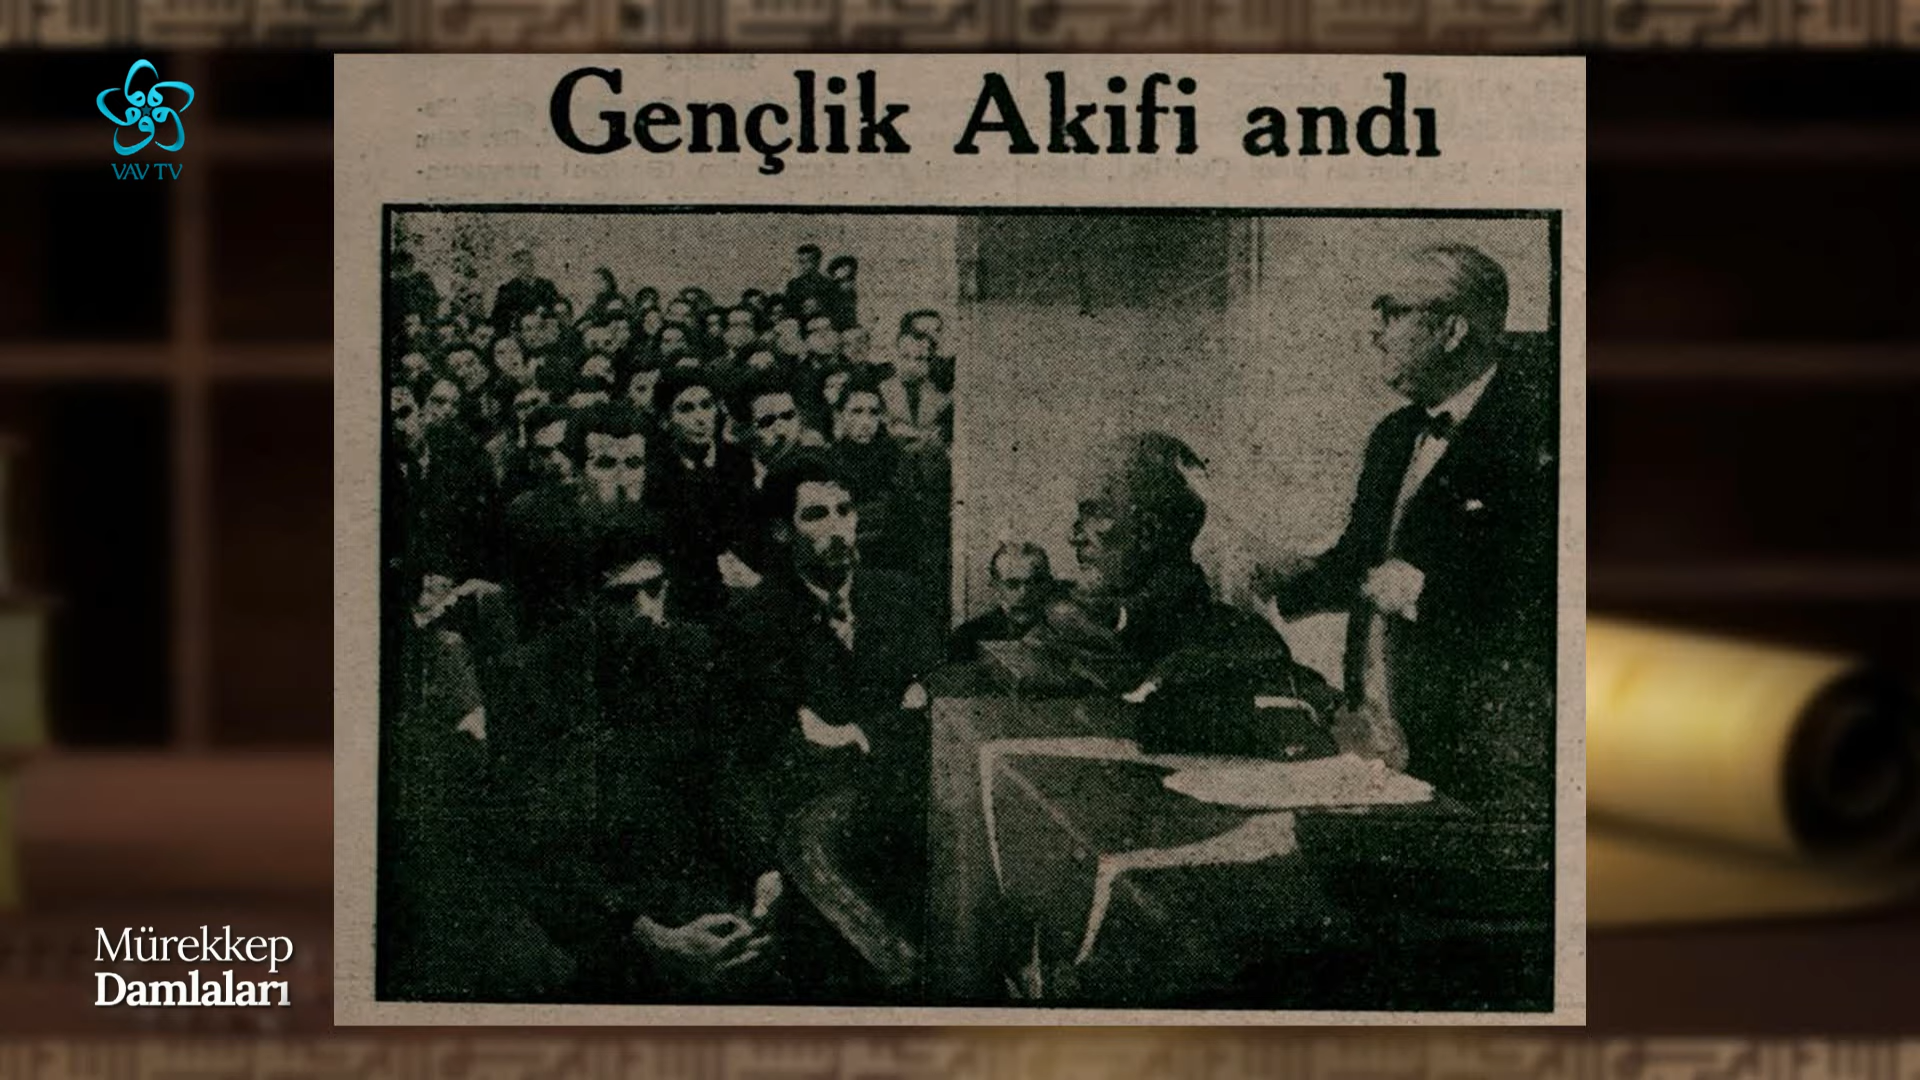 Gençlik Akifi andı
VAV TV
Mürekkep
Damlaları